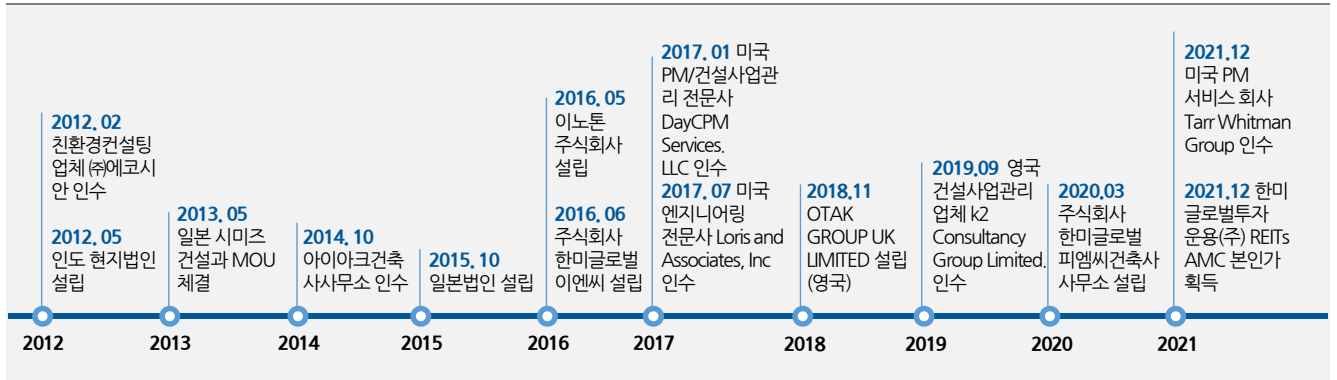 2012. 02
친환경컨설팅
업체 ㈜에코시
안 인수
2012. 05
인도 현지법인
설립
2013. 05
일본 시미즈
건설과 MOU
체결
2014. 10
아이아크건축
사사무소 인수
2015. 10
일본법인 설립
2016. 05
이노톤
주식회사
설립
2016. 06
주식회사
한미글로벌
이엔씨 설립
2017. 01 미국
PM/건설사업관
리 전문사
DayCPM
Services.
LLC 인수
2017. 07 미국
엔지니어링
전문사 Loris and
Associates, Inc
인수
2018.11
OTAK
GROUP UK
LIMITED 설립
(영국)
2019.09 영국
건설사업관리
업체 k2
Consultancy
Group Limited.
인수
2020.03
주식회사
한미글로벌
피엠씨건축사
사무소 설립
2021.12
미국 PM
서비스 회사
Tarr Whitman
Group 인수
2021.12 한미
글로벌투자
운용(주) REITs
AMC 본인가
획득
2012
2013
2014
2015
2016
2017
2018
2019
2020
2021